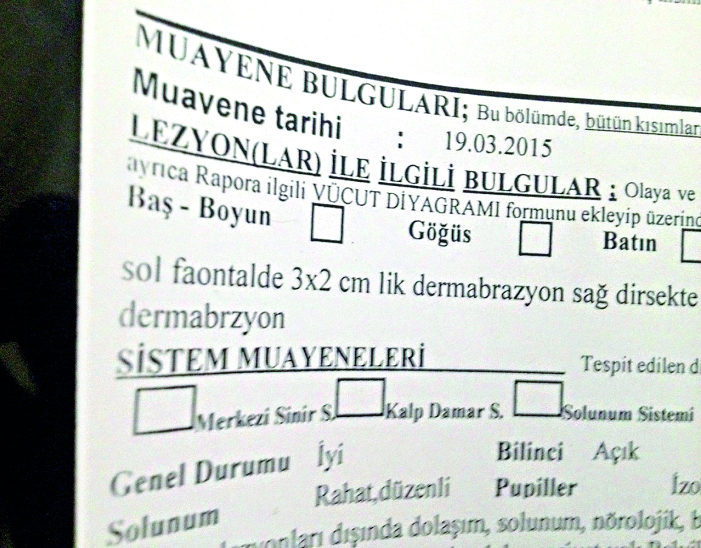 MUAYENE BULGULARI; Bu bölümde, bütün kısımlar
Muavene tarihi : 19.03.2015
LEZYON(LAR) İLE İLGİLİ BULGULAR : Olaya ve
ayrıca Rapora ilgili VÜCUT DİYAGRAMI formunu ekleyip üzerind
Baş - Boyun Göğüs Batın
sol faontalde 3x2 cm lik dermabrazyon sağ dirsekte
dermabrzyon
SİSTEM MUAYENELERİ Tespit edilen d
Merkezi Sinir S. Kalp Damar S. Solunum Sistemi
Genel Durumu İyi Bilinci Açık
Solunum Rahat,düzenli Pupiller İzo
dışında dolaşım, solunum, nörolojik, b